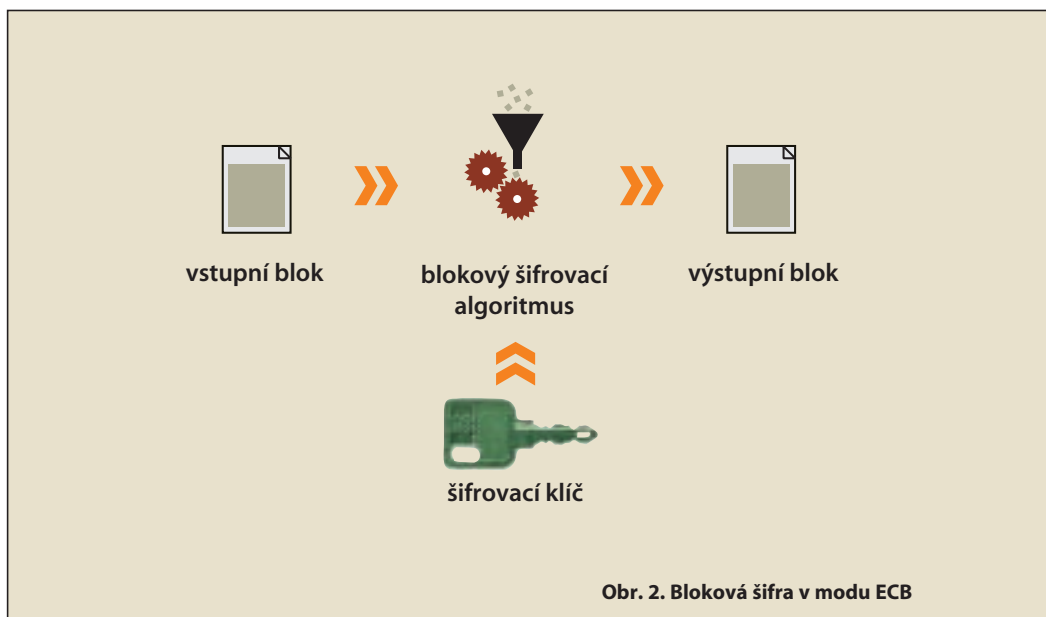 vstupní blok
blokový šifrovací
algoritmus
výstupní blok
šifrovací klíč
Obr. 2. Bloková šifra v modu ECB